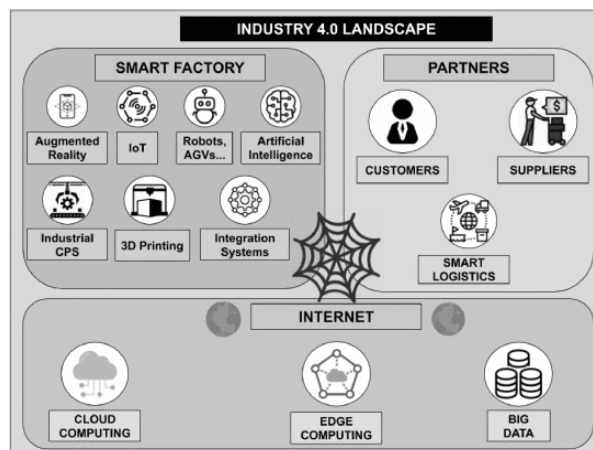 INDUSTRY 4.0 LANDSCAPE
SMART FACTORY
Augmented
Reality
IoT
Robots,
AGVs...
Artificial
Intelligence
Industrial
CPS
3D Printing
Integration
Systems
PARTNERS
CUSTOMERS
$
SUPPLIERS
SMART
LOGISTICS
INTERNET
CLOUD
COMPUTING
EDGE
COMPUTING
BIG
DATA